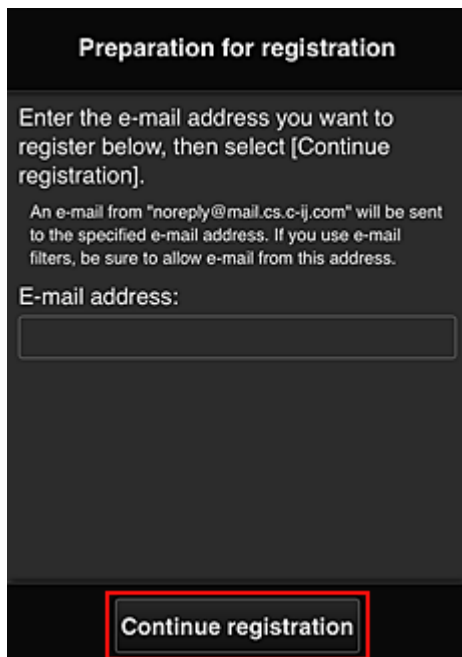 Preparation for registration
Enter the e-mail address you want to
register below, then select [Continue
registration].
An e-mail from "noreply@mail.cs.c-ij.com" will be sent
to the specified e-mail address. If you use e-mail
filters, be sure to allow e-mail from this address.
E-mail address:
Continue registration